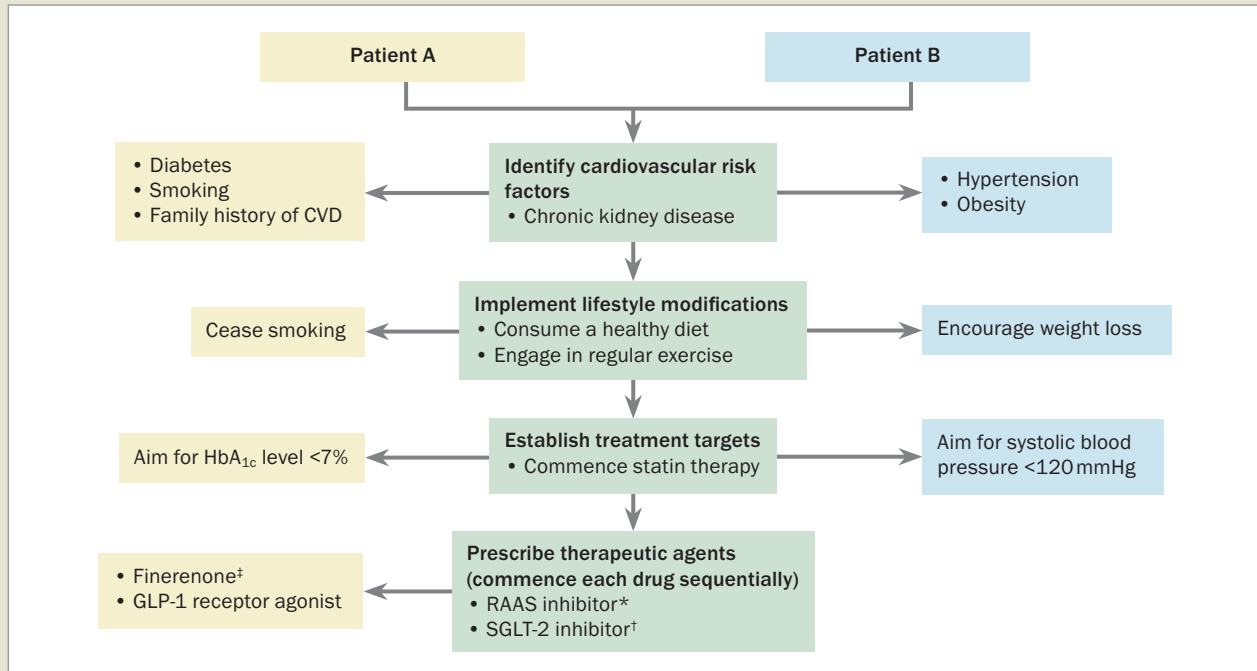 Patient A
Patient B
Identify cardiovascular risk
factors
• Chronic kidney disease
• Diabetes
• Smoking
• Family history of CVD
• Hypertension
• Obesity
Implement lifestyle modifications
• Consume a healthy diet
• Engage in regular exercise
Cease smoking
Encourage weight loss
Establish treatment targets
• Commence statin therapy
Aim for HbA1c level <7%
Aim for systolic blood
pressure <120 mmHg
Prescribe therapeutic agents
(commence each drug sequentially)
• RAAS inhibitor*
• SGLT-2 inhibitor†
• Finerenone‡
• GLP-1 receptor agonist